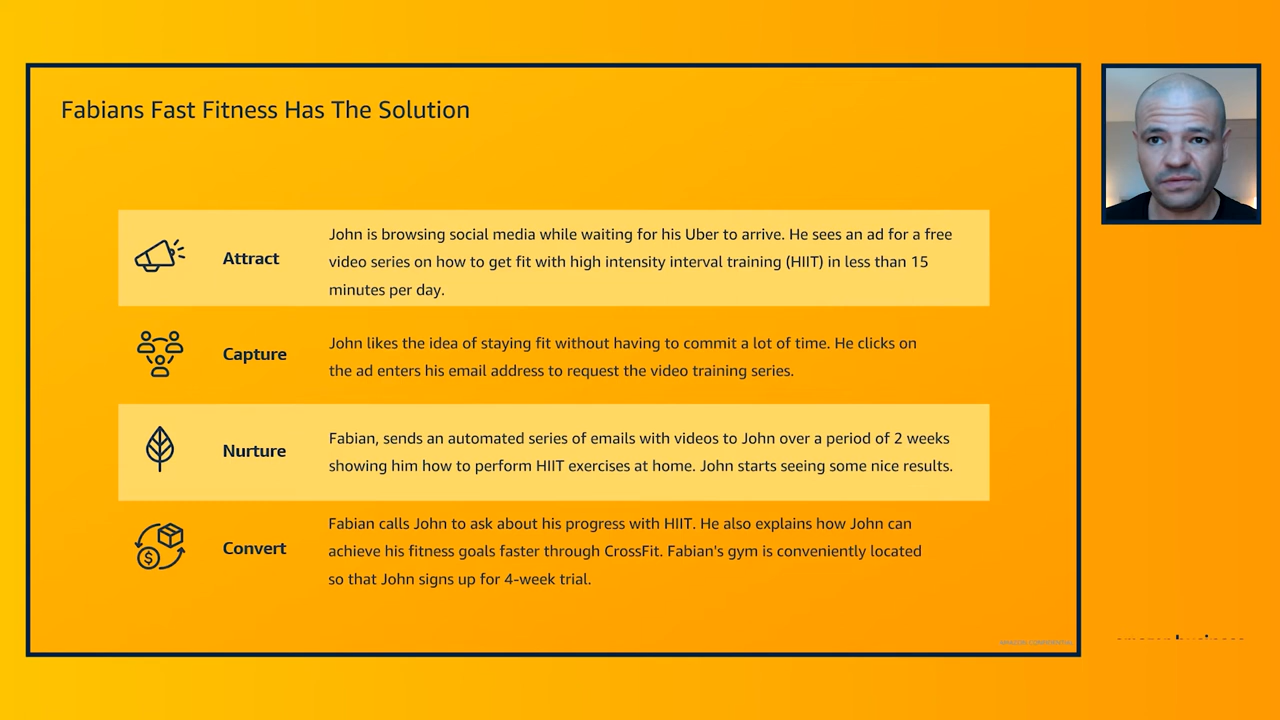 Fabians Fast Fitness Has The Solution
Attract
John is browsing social media while waiting for his Uber to arrive. He sees an ad for a free
video series on how to get fit with high intensity interval training (HIIT) in less than 15
minutes per day.
Capture
John likes the idea of staying fit without having to commit a lot of time. He clicks on
the ad enters his email address to request the video training series.
Nurture
Fabian, sends an automated series of emails with videos to John over a period of 2 weeks
showing him how to perform HIIT exercises at home. John starts seeing some nice results.
Convert
Fabian calls John to ask about his progress with HIIT. He also explains how John can
achieve his fitness goals faster through CrossFit. Fabian's gym is conveniently located
so that John signs up for 4-week trial.